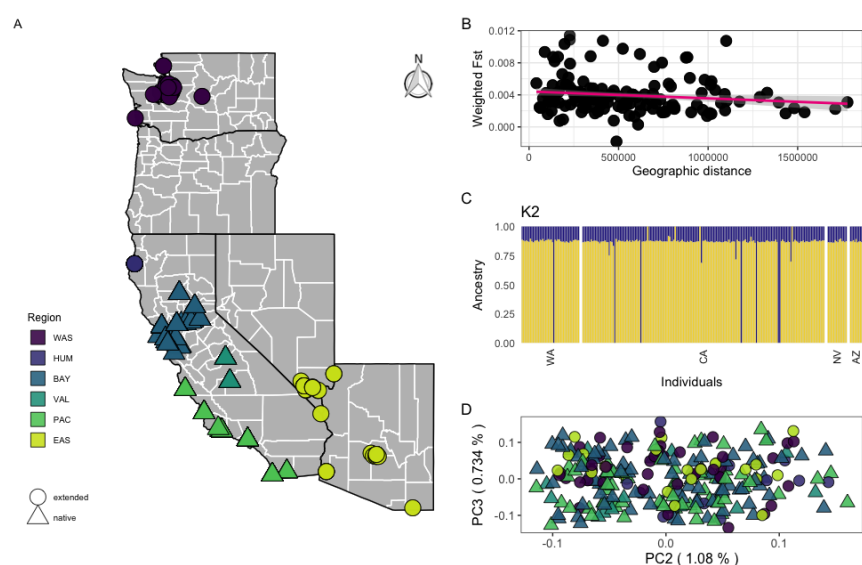 A
N
Region
WAS
HUM
BAY
VAL
PAC
EAS
extended
native
B
Weighted Fst
0.012
0.008
0.004
0.000
0 500000 1000000 1500000
Geographic distance
C
K2
Ancestry
1.00
0.75
0.50
0.25
0.00
WA CA NV AZ
Individuals
D
PC3 ( 0.734 % )
0.1
0.0
-0.1
-0.1 0.0 0.1
PC2 ( 1.08 % )